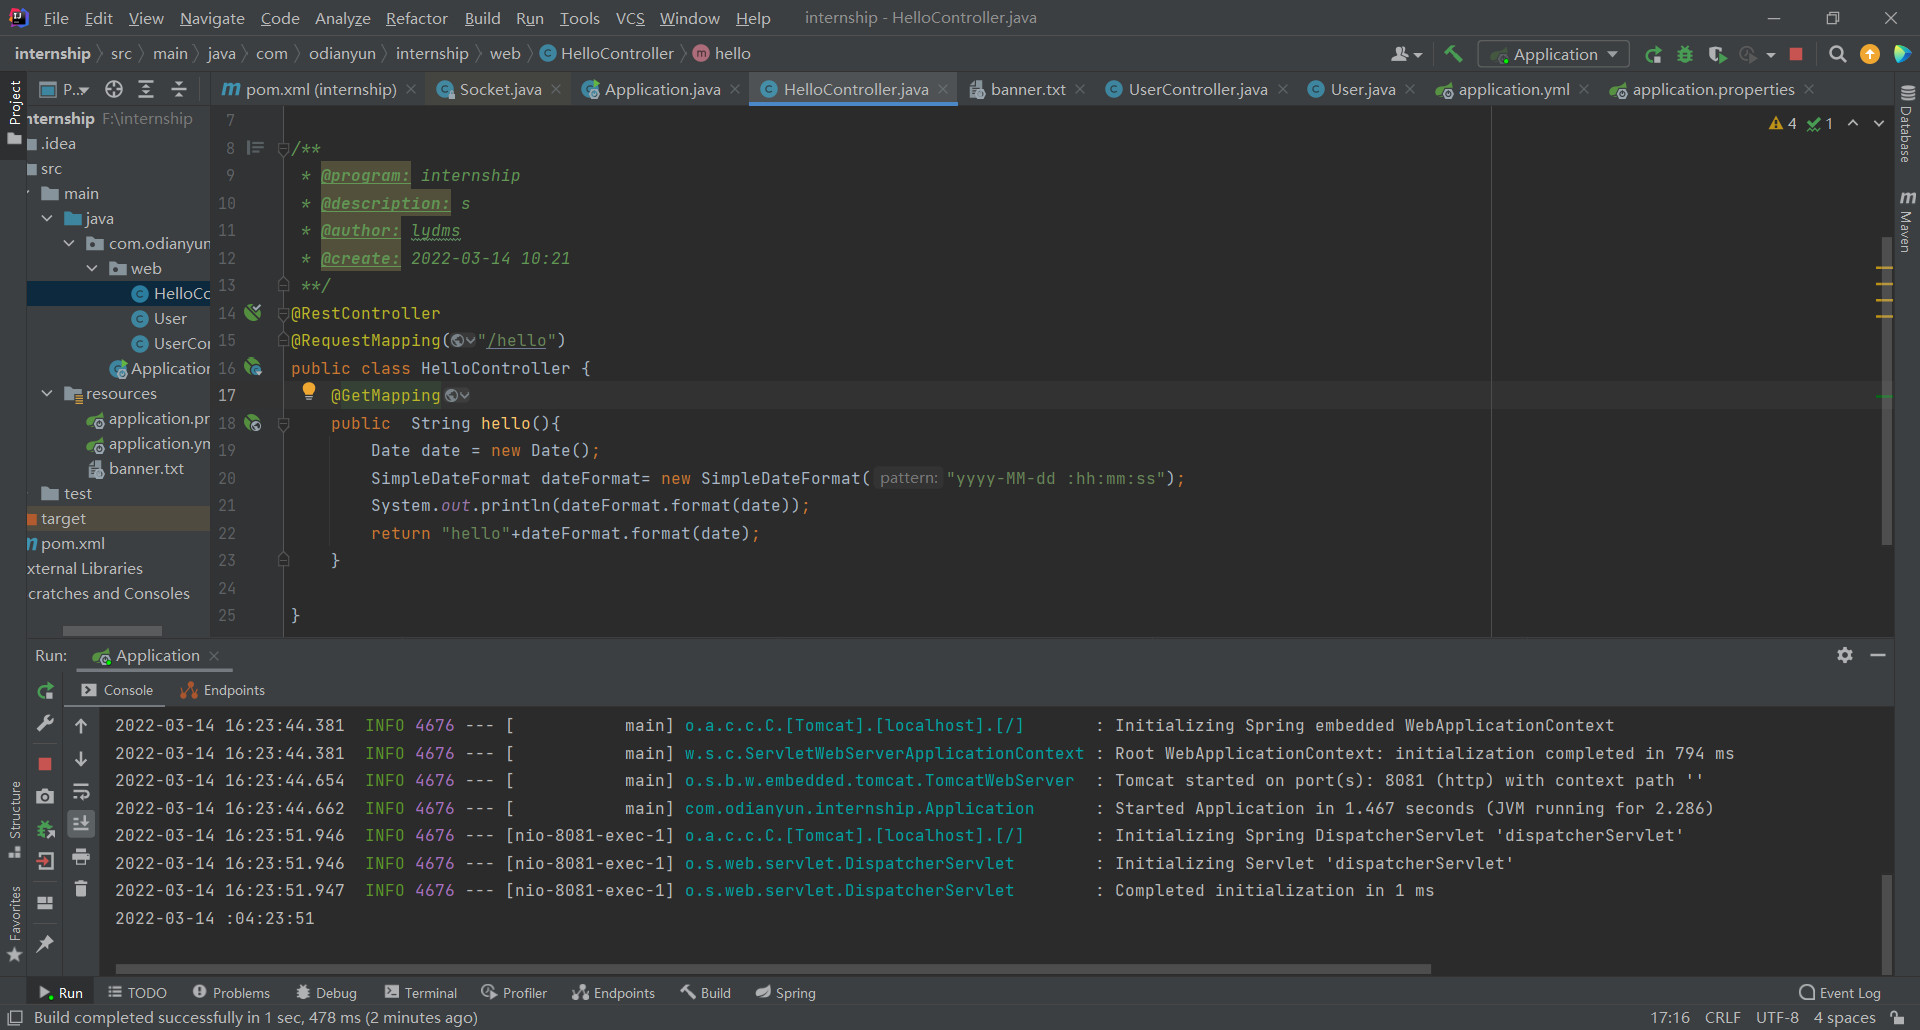 File Edit View Navigate Code Analyze Refactor Build Run Tools VCS Window Help internship - HelloController.java
internship src main java com odianyun internship web HelloController hello Application
P... pom.xml (internship) Socket.java Application.java HelloController.java banner.txt UserController.java User.java application.yml application.properties
Project
nternship F:\internship
.idea
src
main
java
com.odianyun
web
HelloCo
User
UserCor
Application
resources
application.pr
application.ym
banner.txt
test
target
pom.xml
xternal Libraries
cratches and Consoles
4 1
7
8 /**
9 * @program: internship
10 * @description: s
11 * @author: lydms
12 * @create: 2022-03-14 10:21
13 **/
14 @RestController
15 @RequestMapping("/hello")
16 public class HelloController {
17 @GetMapping
18 public  String hello(){
19 Date date = new Date();
20 SimpleDateFormat dateFormat= new SimpleDateFormat( pattern: "yyyy-MM-dd :hh:mm:ss");
21 System.out.println(dateFormat.format(date));
22 return "hello"+dateFormat.format(date);
23 }
24
25 }
Database
Maven
Run: Application
Console Endpoints
2022-03-14 16:23:44.381  INFO 4676 --- [           main] o.a.c.c.C.[Tomcat].[localhost].[/]       : Initializing Spring embedded WebApplicationContext
2022-03-14 16:23:44.381  INFO 4676 --- [           main] w.s.c.ServletWebServerApplicationContext : Root WebApplicationContext: initialization completed in 794 ms
2022-03-14 16:23:44.654  INFO 4676 --- [           main] o.s.b.w.embedded.tomcat.TomcatWebServer  : Tomcat started on port(s): 8081 (http) with context path ''
2022-03-14 16:23:44.662  INFO 4676 --- [           main] com.odianyun.internship.Application      : Started Application in 1.467 seconds (JVM running for 2.286)
2022-03-14 16:23:51.946  INFO 4676 --- [nio-8081-exec-1] o.a.c.c.C.[Tomcat].[localhost].[/]       : Initializing Spring DispatcherServlet 'dispatcherServlet'
2022-03-14 16:23:51.946  INFO 4676 --- [nio-8081-exec-1] o.s.web.servlet.DispatcherServlet        : Initializing Servlet 'dispatcherServlet'
2022-03-14 16:23:51.947  INFO 4676 --- [nio-8081-exec-1] o.s.web.servlet.DispatcherServlet        : Completed initialization in 1 ms
2022-03-14 :04:23:51
Structure
Favorites
Run TODO Problems Debug Terminal Profiler Endpoints Build Spring Event Log
Build completed successfully in 1 sec, 478 ms (2 minutes ago) 17:16 CRLF UTF-8 4 spaces